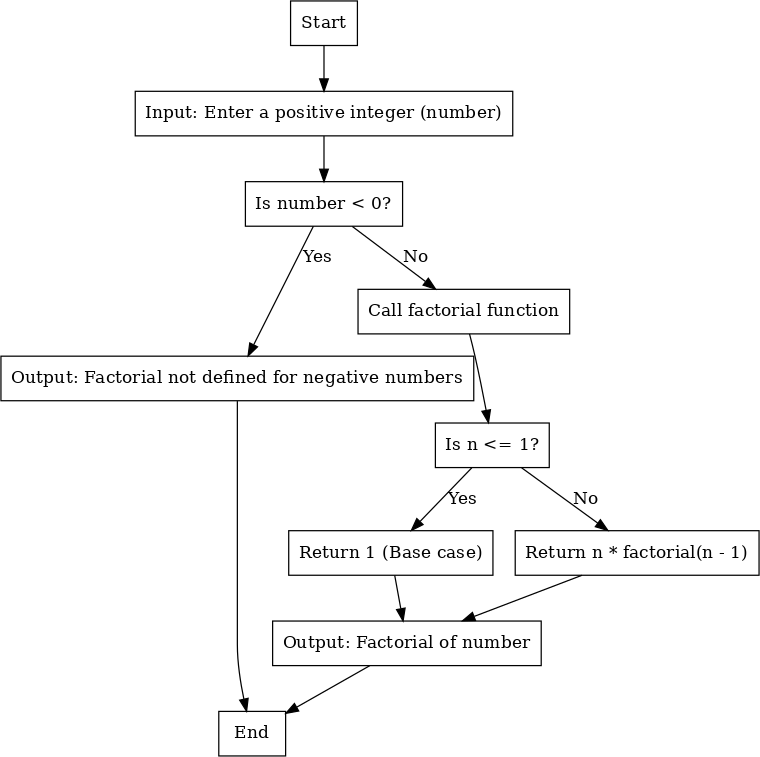 Start
Input: Enter a positive integer (number)
Is number < 0?
Yes
No
Call factorial function
Output: Factorial not defined for negative numbers
Is n <= 1?
Yes
No
Return 1 (Base case)
Return n * factorial(n - 1)
Output: Factorial of number
End